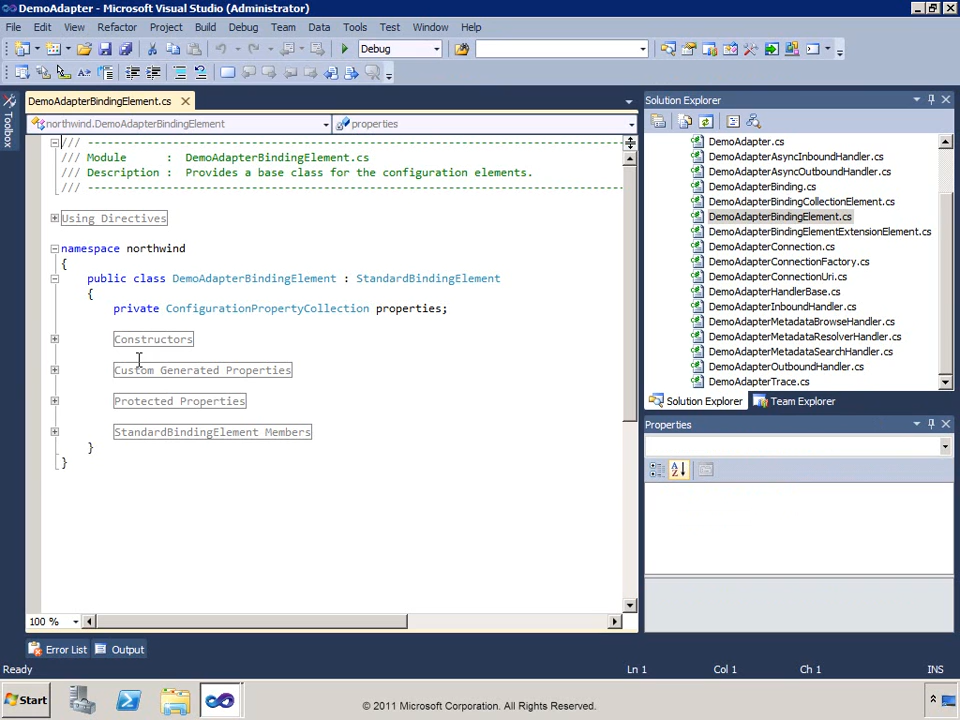 DemoAdapter - Microsoft Visual Studio (Administrator)
File Edit View Refactor Project Build Debug Team Data Tools Test Window Help
Debug
DemoAdapterBindingElement.cs
northwind.DemoAdapterBindingElement
properties
/// --------------------------------------------------------------------------------
/// Module      :  DemoAdapterBindingElement.cs
/// Description :  Provides a base class for the configuration elements.
/// --------------------------------------------------------------------------------
Using Directives
namespace northwind
{
public class DemoAdapterBindingElement : StandardBindingElement
{
private ConfigurationPropertyCollection properties;
Constructors
Custom Generated Properties
Protected Properties
StandardBindingElement Members
}
}
100 %
Toolbox
Solution Explorer
DemoAdapter.cs
DemoAdapterAsyncInboundHandler.cs
DemoAdapterAsyncOutboundHandler.cs
DemoAdapterBinding.cs
DemoAdapterBindingCollectionElement.cs
DemoAdapterBindingElement.cs
DemoAdapterBindingElementExtensionElement.cs
DemoAdapterConnection.cs
DemoAdapterConnectionFactory.cs
DemoAdapterConnectionUri.cs
DemoAdapterHandlerBase.cs
DemoAdapterInboundHandler.cs
DemoAdapterMetadataBrowseHandler.cs
DemoAdapterMetadataResolverHandler.cs
DemoAdapterMetadataSearchHandler.cs
DemoAdapterOutboundHandler.cs
DemoAdapterTrace.cs
Solution Explorer Team Explorer
Properties
Error List Output
Ready Ln 1 Col 1 Ch 1 INS
Start
© 2011 Microsoft Corporation. All Rights Reserved.